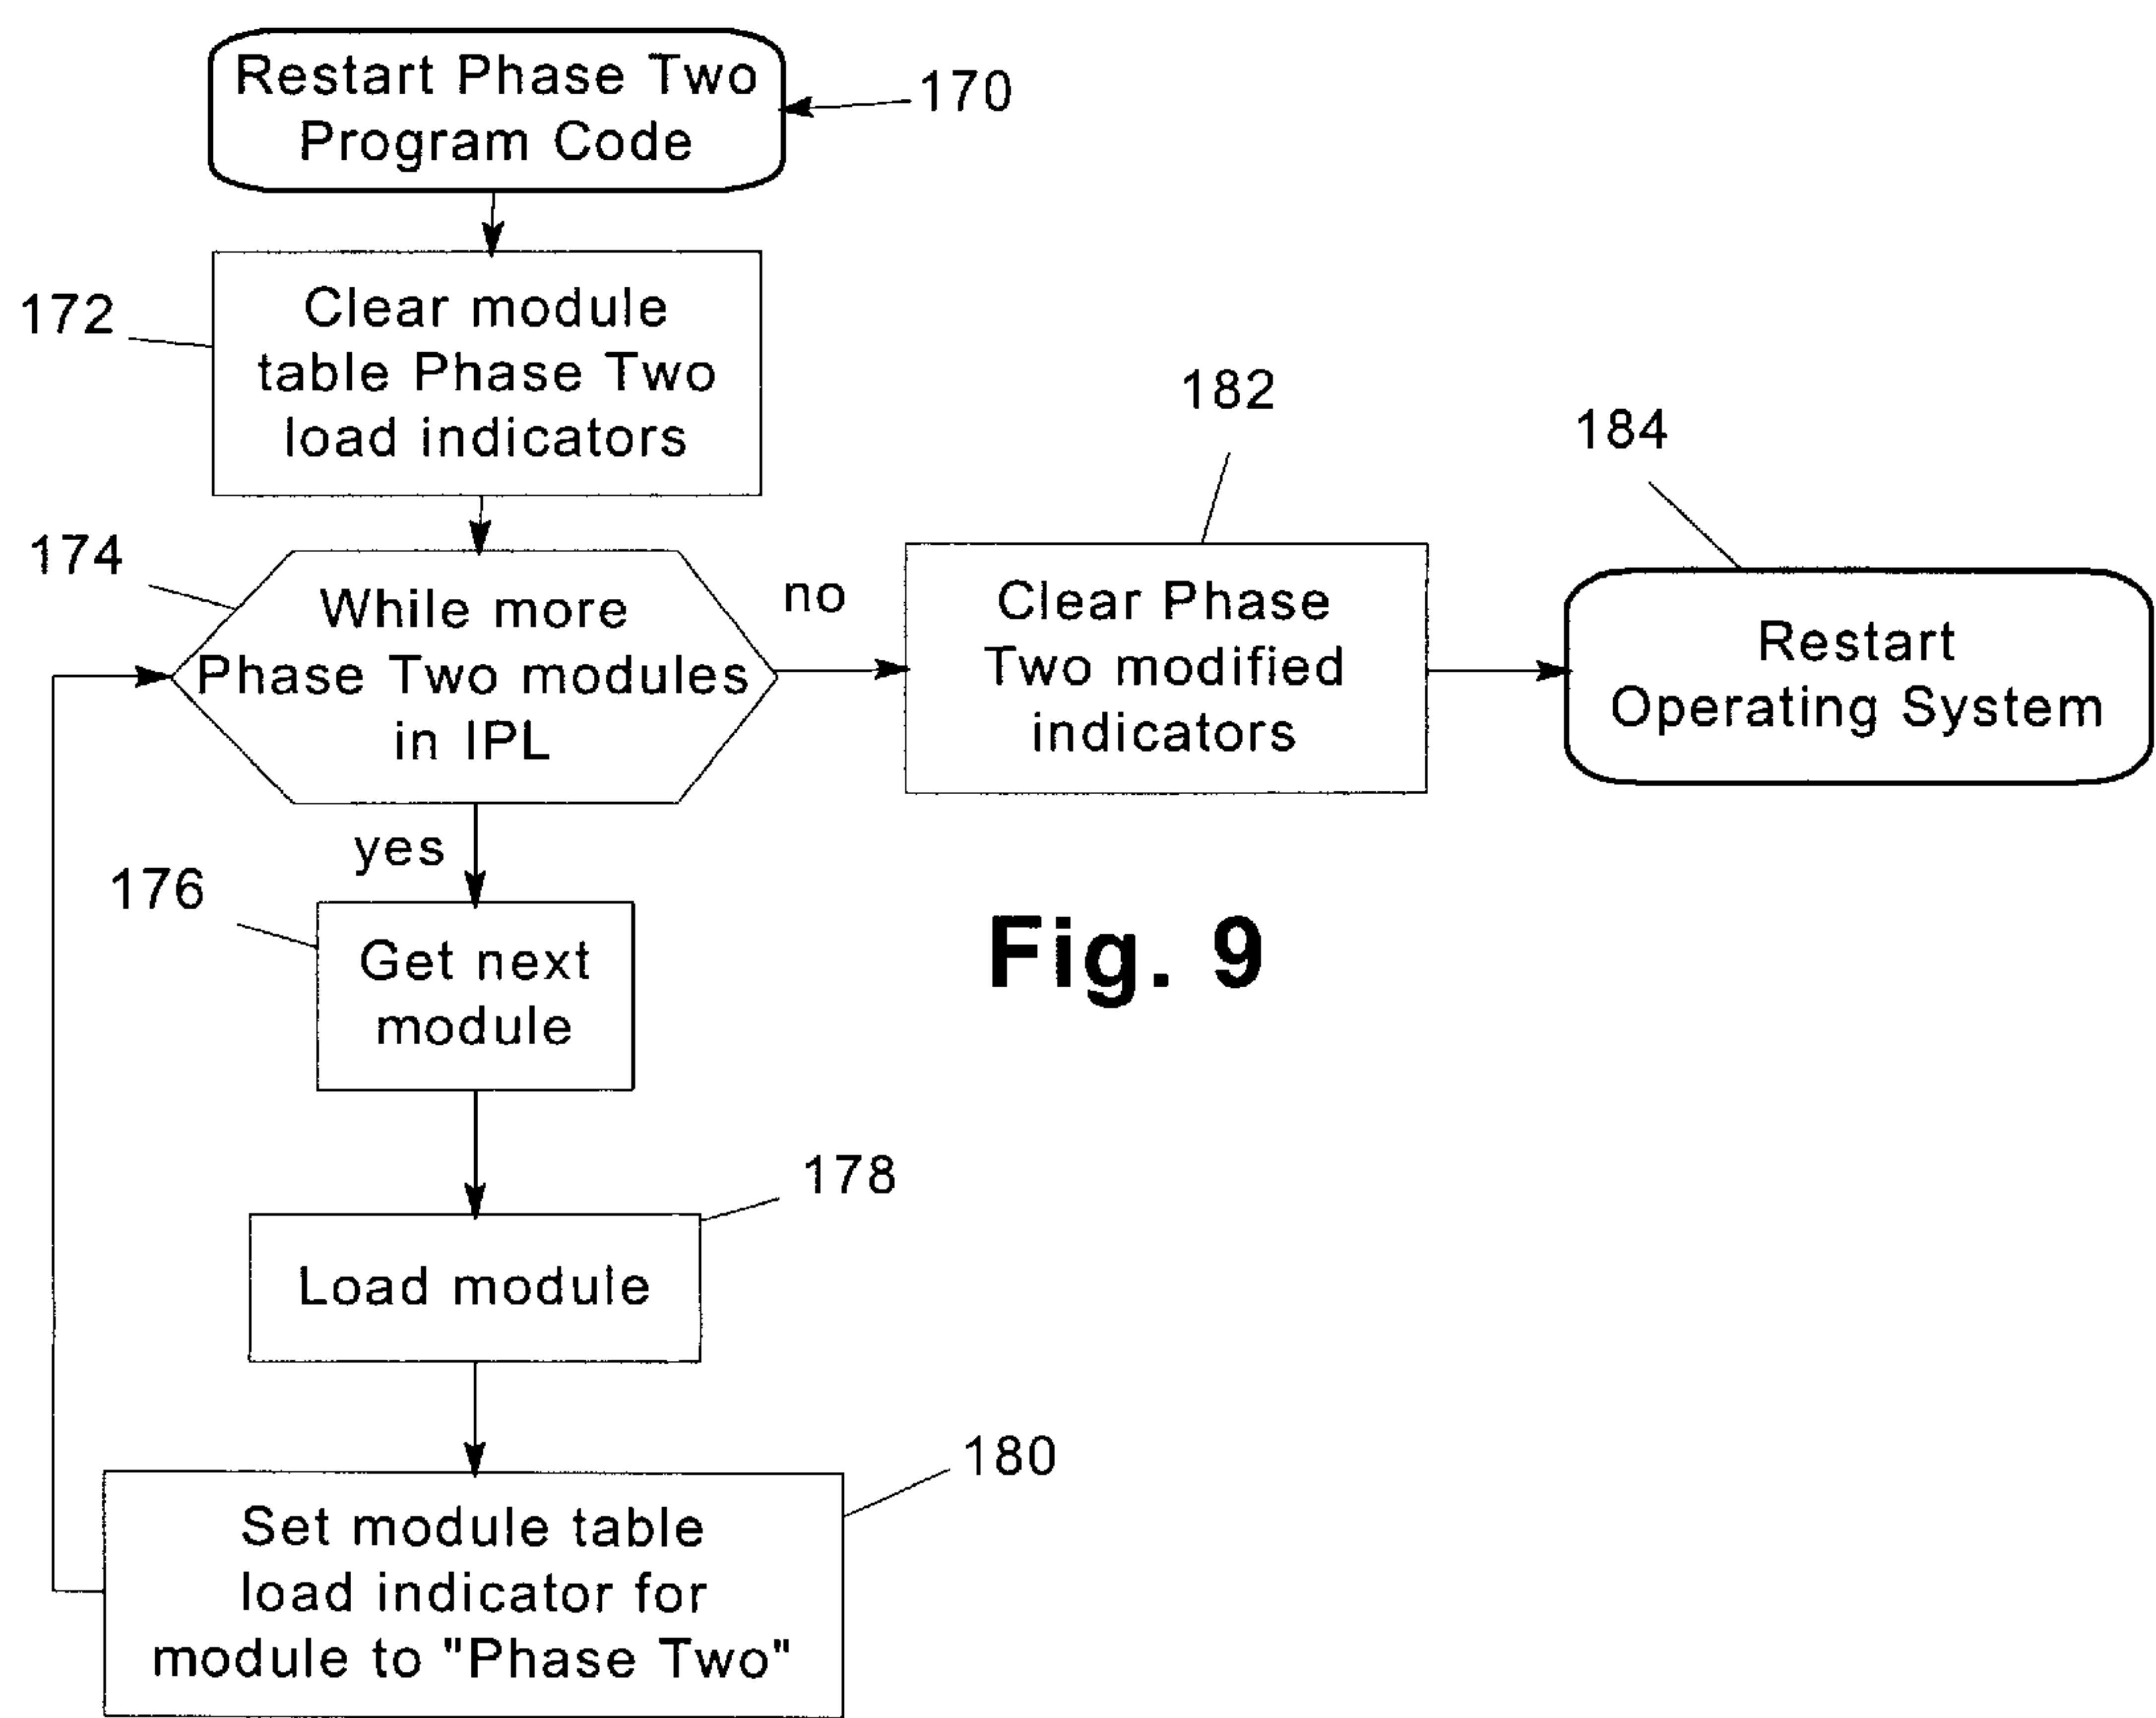 Restart Phase Two
Program Code
170
172
Clear module
table Phase Two
load indicators
174
While more
Phase Two modules
in IPL
no
182
Clear Phase
Two modified
indicators
184
Restart
Operating System
yes
176
Get next
module
Fig. 9
178
Load module
180
Set module table
load indicator for
module to "Phase Two"